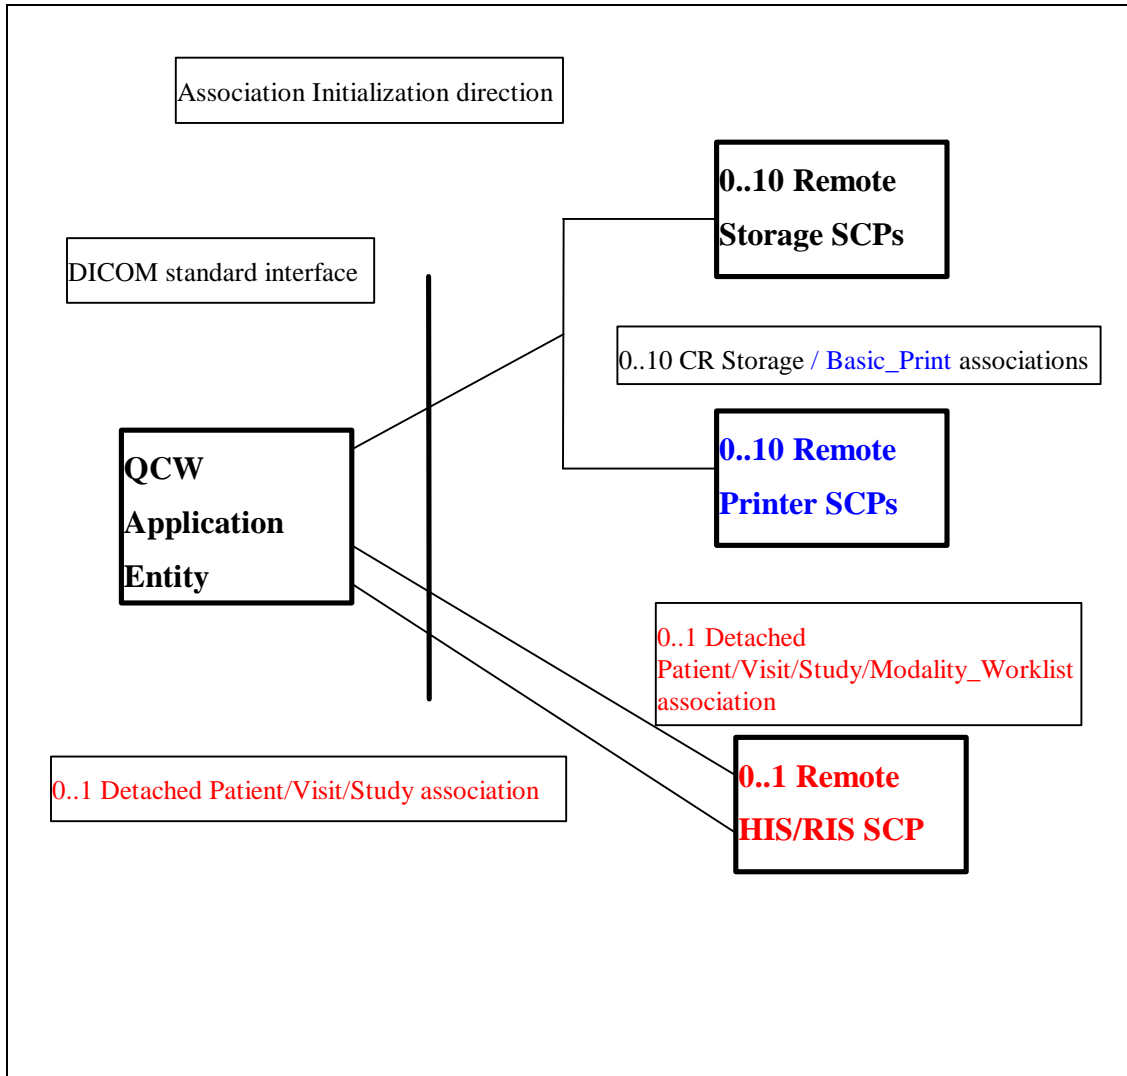 Association Initialization direction
0..10 Remote
Storage SCPs
DICOM standard interface
0..10 CR Storage / Basic_Print associations
0..10 Remote
Printer SCPs
QCW
Application
Entity
0..1 Detached
Patient/Visit/Study/Modality_Worklist
association
0..1 Detached Patient/Visit/Study association
0..1 Remote
HIS/RIS SCP